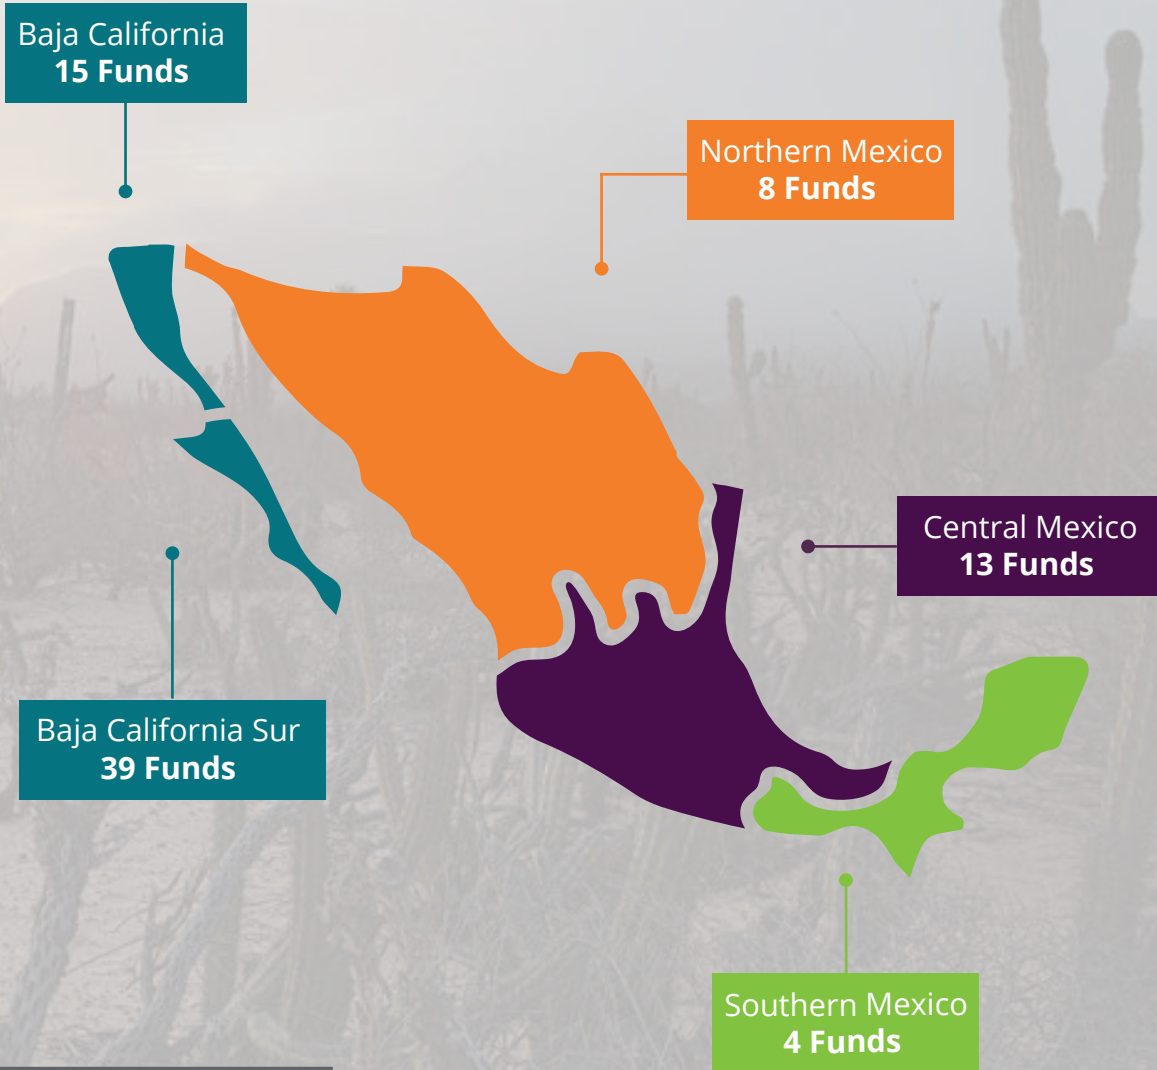 Baja California
15 Funds
Northern Mexico
8 Funds
Central Mexico
13 Funds
Baja California Sur
39 Funds
Southern Mexico
4 Funds